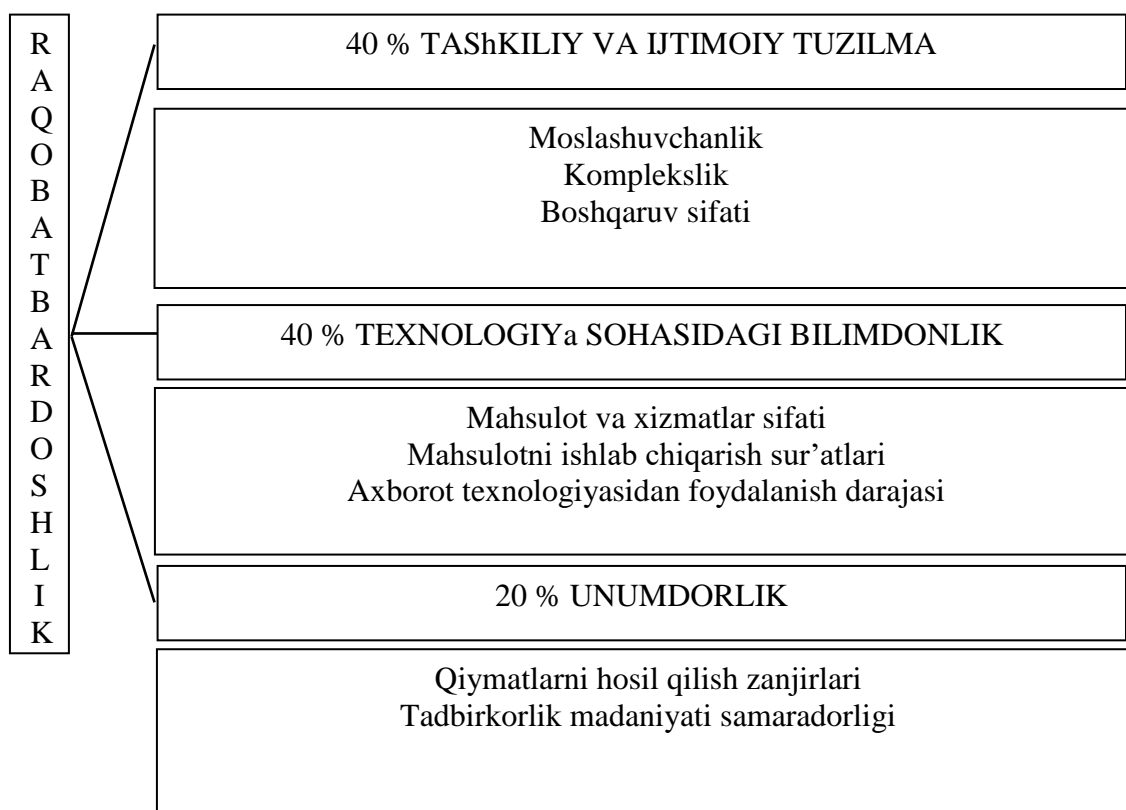 RAQOBATBARDOSHLIK
40 % TAShKILIY VA IJTIMOIY TUZILMA
Moslashuvchanlik
Komplekslik
Boshqaruv sifati
40 % TEXNOLOGIYa SOHASIDAGI BILIMDONLIK
Mahsulot va xizmatlar sifati
Mahsulotni ishlab chiqarish sur’atlari
Axborot texnologiyasidan foydalanish darajasi
20 % UNUMDORLIK
Qiymatlarni hosil qilish zanjirlari
Tadbirkorlik madaniyati samaradorligi